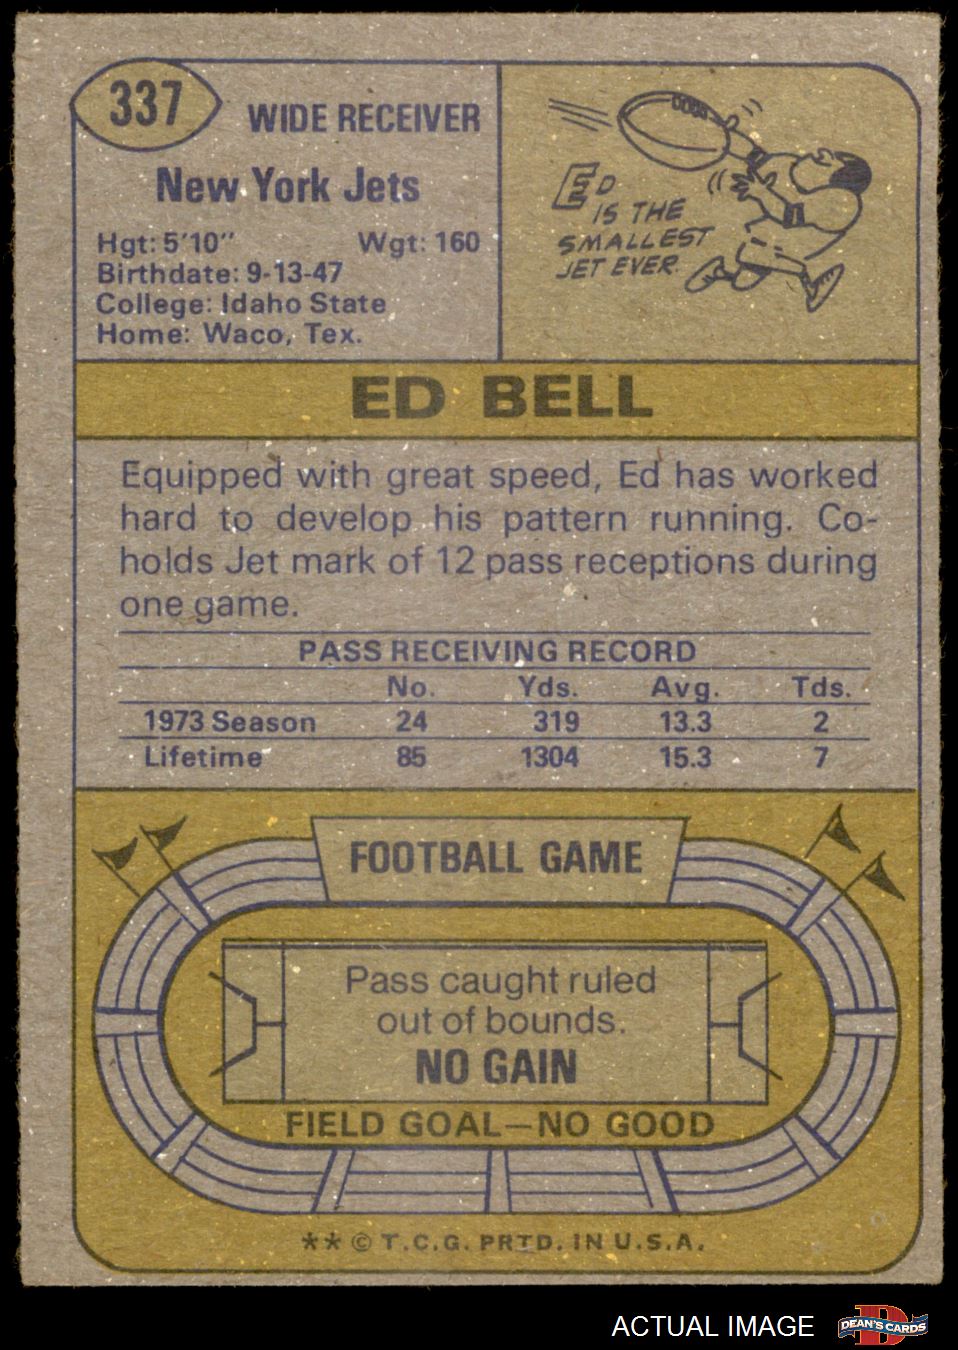 337
WIDE RECEIVER
New York Jets
Hgt: 5'10" Wgt: 160
Birthdate: 9-13-47
College: Idaho State
Home: Waco, Tex.
ED
IS THE
SMALLEST
JET EVER.
ED BELL
Equipped with great speed, Ed has worked
hard to develop his pattern running. Co-
holds Jet mark of 12 pass receptions during
one game.
PASS RECEIVING RECORD
No. Yds. Avg. Tds.
1973 Season 24 319 13.3 2
Lifetime 85 1304 15.3 7
FOOTBALL GAME
Pass caught ruled
out of bounds.
NO GAIN
FIELD GOAL—NO GOOD
** © T.C.G. PRTD. IN U.S.A.
ACTUAL IMAGE
D
DEAN'S CARDS